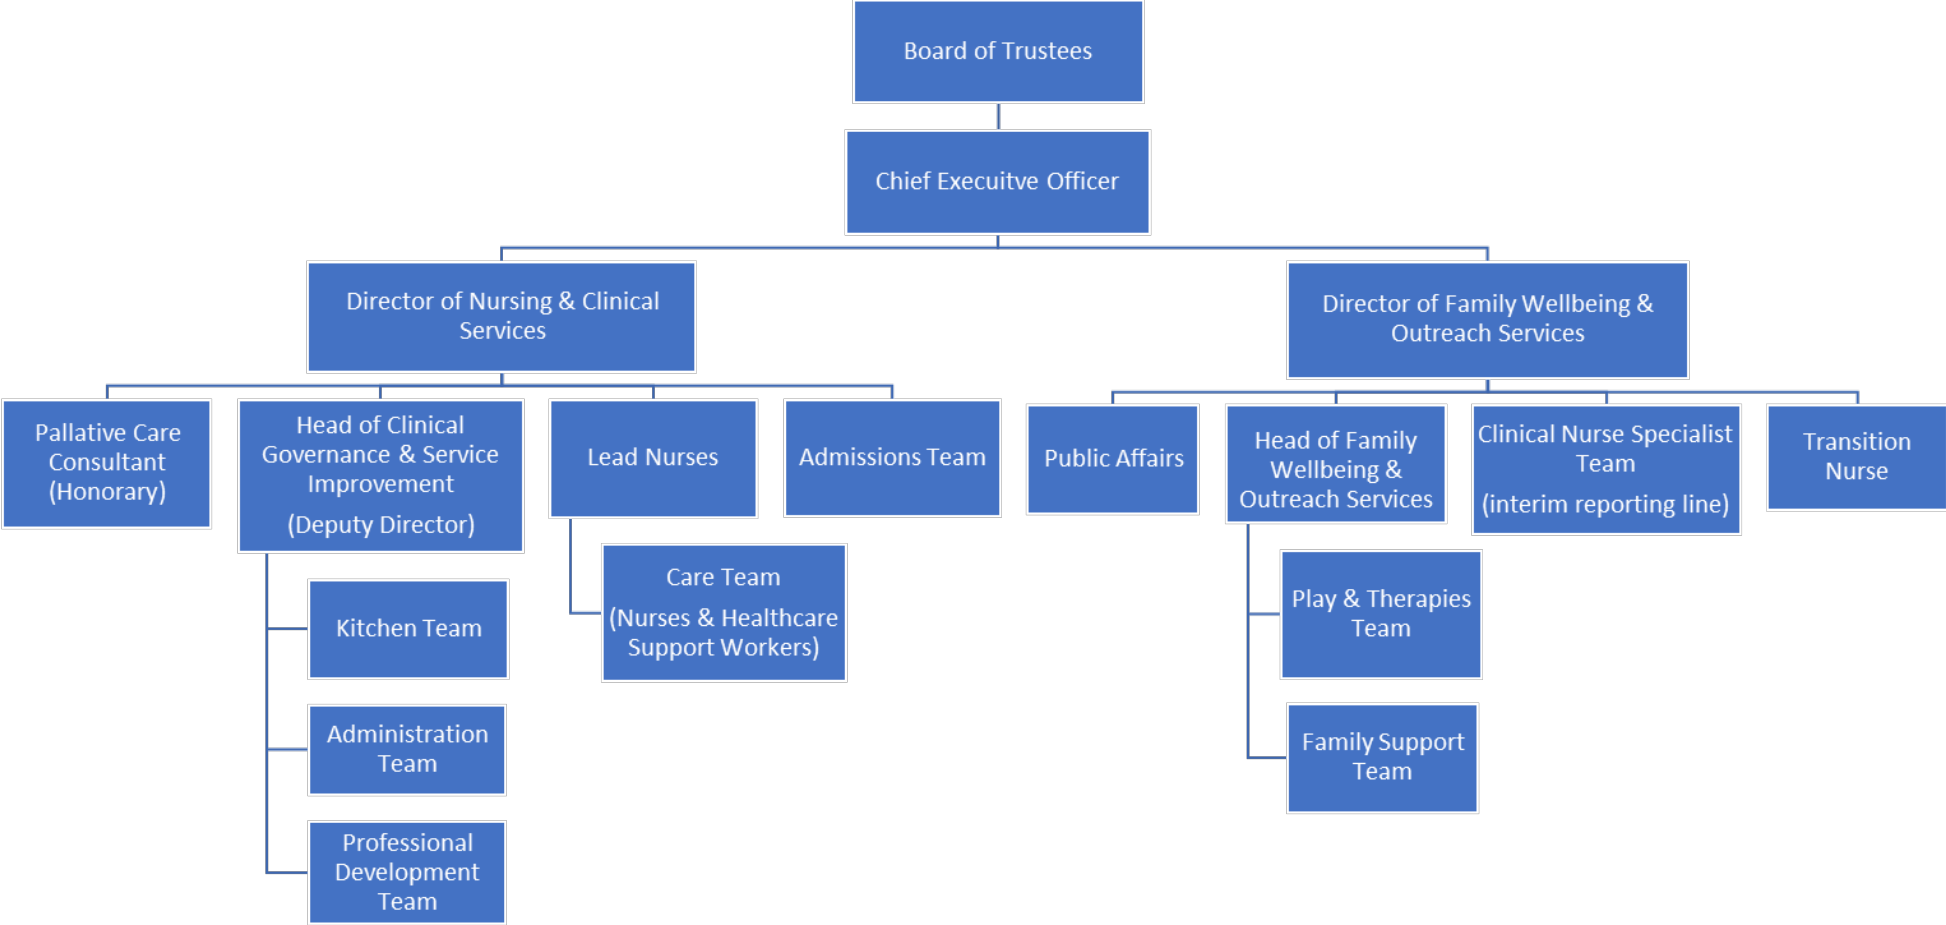 Board of Trustees
Chief Execuitve Officer
Director of Nursing & Clinical
Services
Director of Family Wellbeing &
Outreach Services
Pallative Care
Consultant
(Honorary)
Head of Clinical
Governance & Service
Improvement
(Deputy Director)
Lead Nurses
Admissions Team
Public Affairs
Head of Family
Wellbeing &
Outreach Services
Clinical Nurse Specialist
Team
(interim reporting line)
Transition
Nurse
Kitchen Team
Administration
Team
Professional
Development
Team
Care Team
(Nurses & Healthcare
Support Workers)
Play & Therapies
Team
Family Support
Team